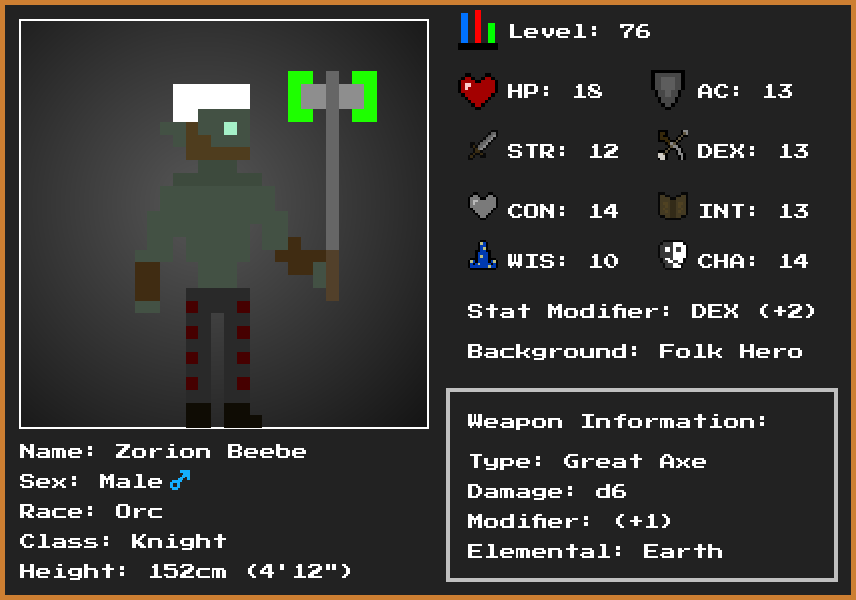 Level: 76
HP: 18 AC: 13
STR: 12 DEX: 13
CON: 14 INT: 13
WIS: 10 CHA: 14
Stat Modifier: DEX (+2)
Background: Folk Hero
Weapon Information:
Type: Great Axe
Damage: d6
Modifier: (+1)
Elemental: Earth
Name: Zorion Beebe
Sex: Male ♂
Race: Orc
Class: Knight
Height: 152cm (4'12")